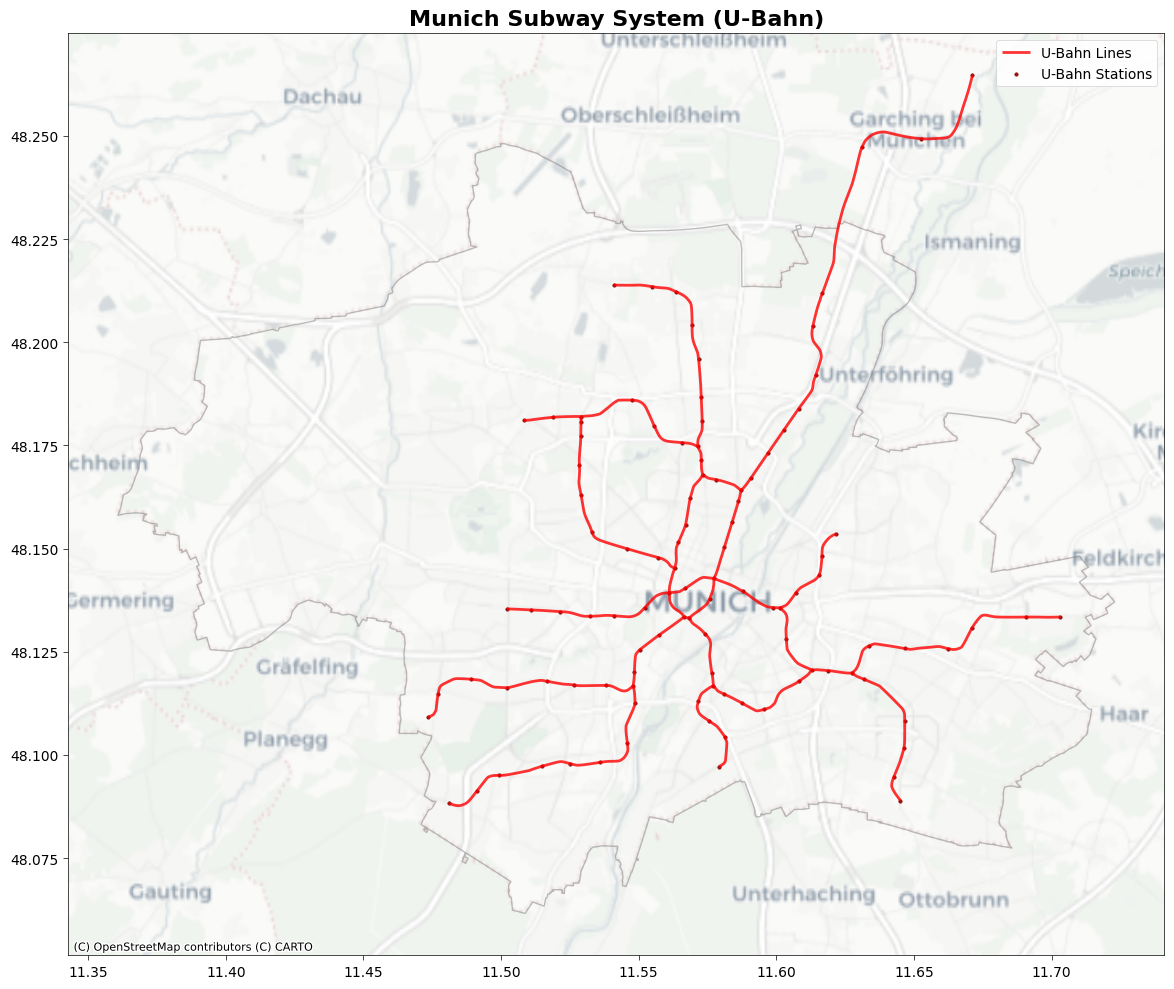 Munich Subway System (U-Bahn)
U-Bahn Lines
U-Bahn Stations
Unterschleißheim
Dachau
Oberschleißheim
Garching bei
München
Ismaning
Speich
Unterföhring
Kirc
chheim
MUNICH
Feldkirch
Germering
Gräfelfing
Haar
Planegg
Gauting
Unterhaching
Ottobrunn
(C) OpenStreetMap contributors (C) CARTO
48.250
48.225
48.200
48.175
48.150
48.125
48.100
48.075
11.35 11.40 11.45 11.50 11.55 11.60 11.65 11.70